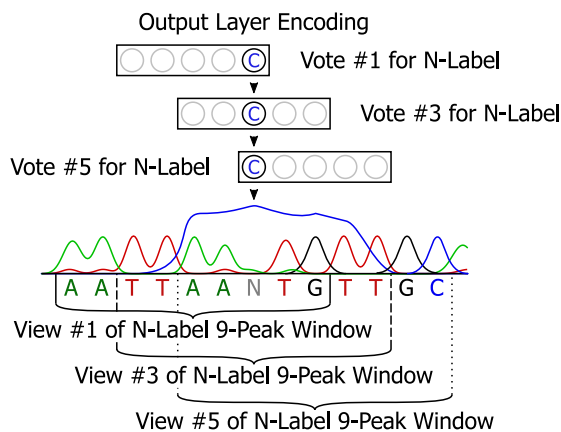 Output Layer Encoding
C
Vote #1 for N-Label
C
Vote #3 for N-Label
Vote #5 for N-Label
C
A A T T A A N T G T T G C
View #1 of N-Label 9-Peak Window
View #3 of N-Label 9-Peak Window
View #5 of N-Label 9-Peak Window